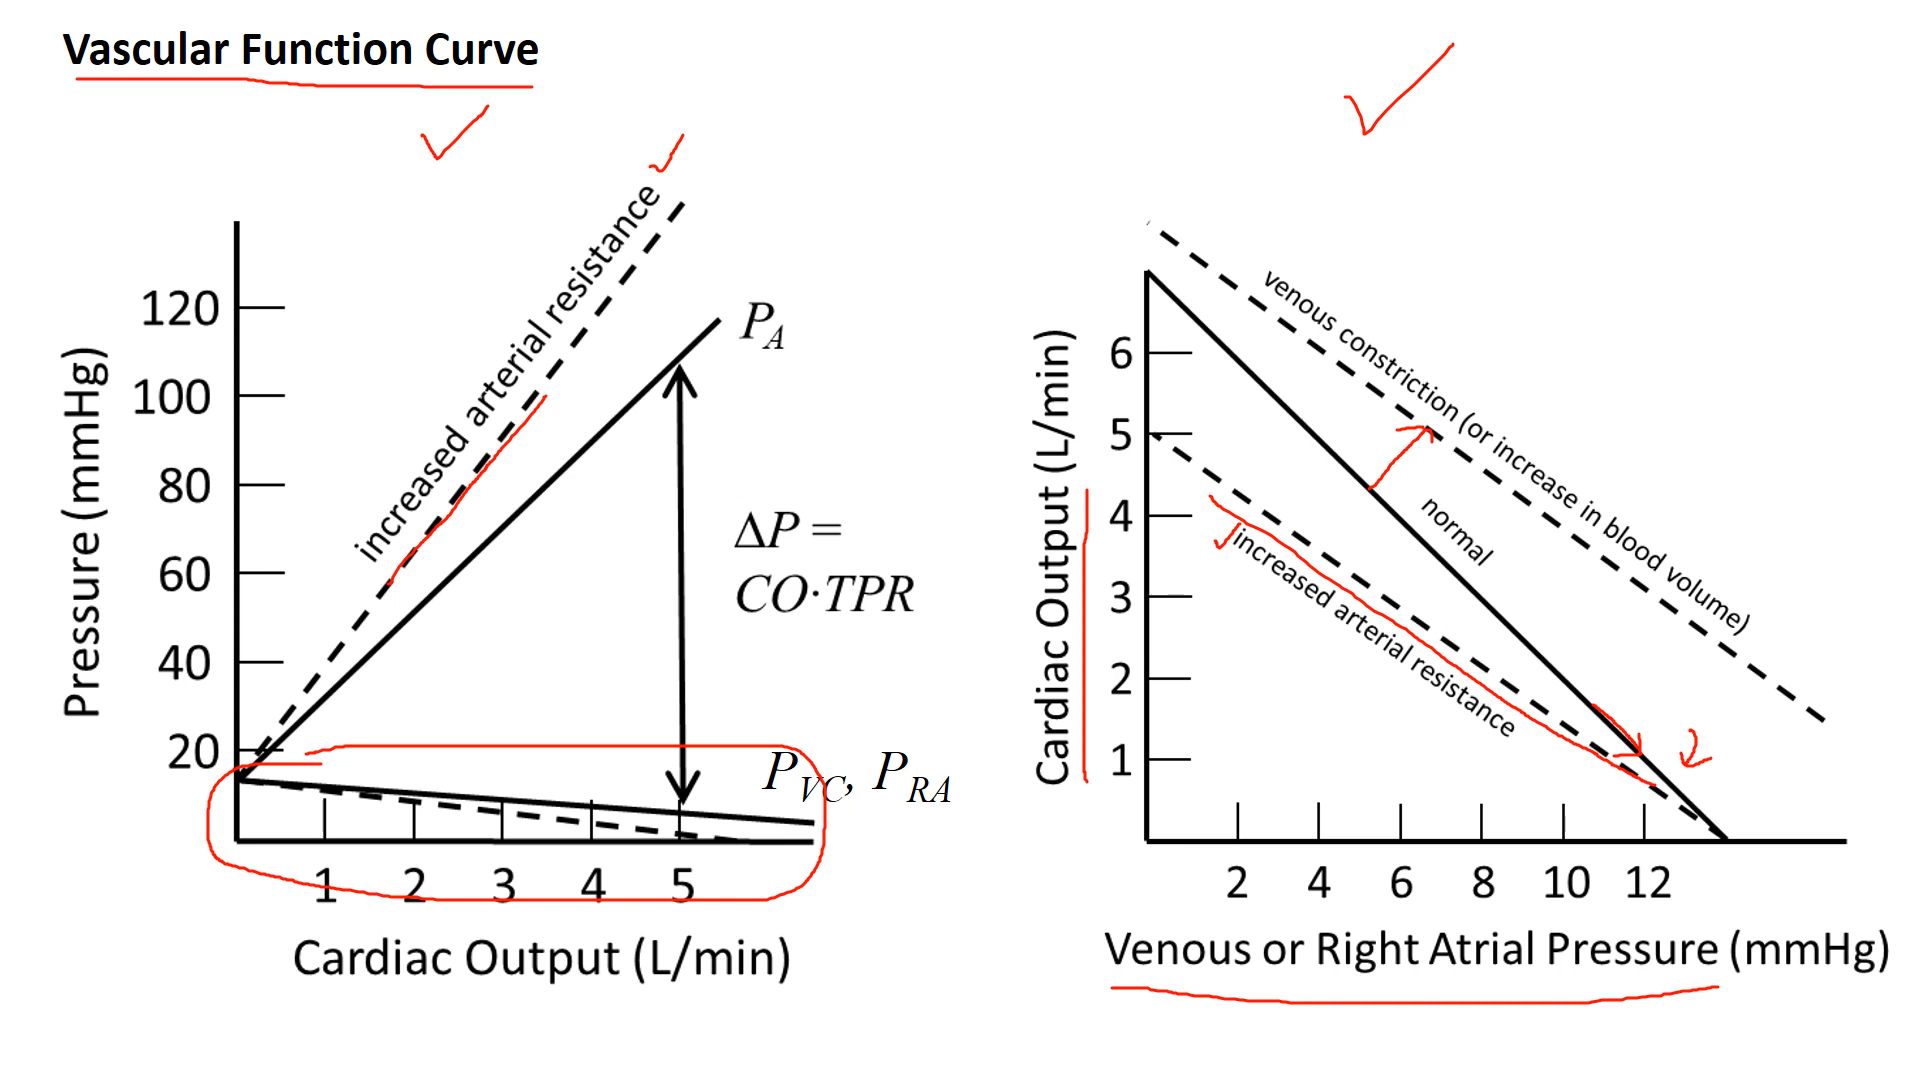 Vascular Function Curve
increased arterial resistance
P_A
120
100
80
60
40
20
Pressure (mmHg)
ΔP =
CO·TPR
P_VC, P_RA
1 2 3 4 5
Cardiac Output (L/min)
venous constriction (or increase in blood volume)
normal
increased arterial resistance
6
5
4
3
2
1
Cardiac Output (L/min)
2 4 6 8 10 12
Venous or Right Atrial Pressure (mmHg)